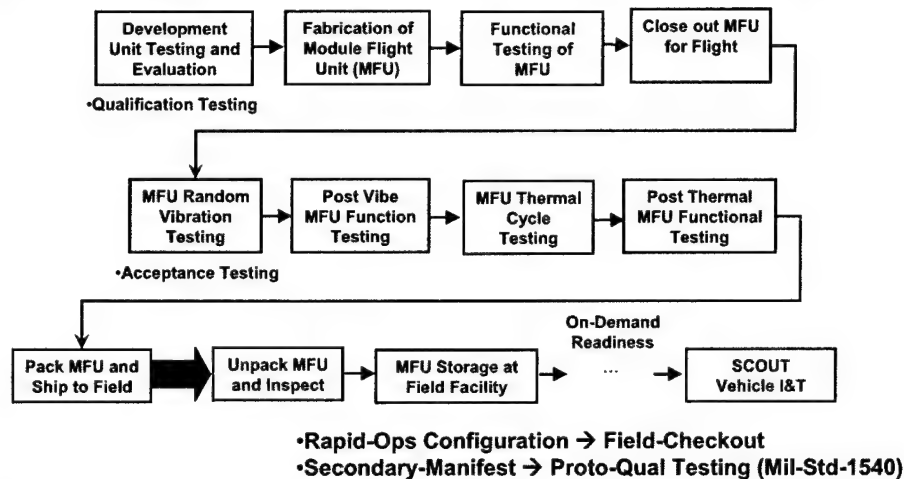 Development
Unit Testing and
Evaluation
Fabrication of
Module Flight
Unit (MFU)
Functional
Testing of
MFU
Close out MFU
for Flight
•Qualification Testing
MFU Random
Vibration
Testing
Post Vibe
MFU Function
Testing
MFU Thermal
Cycle
Testing
Post Thermal
MFU Functional
Testing
•Acceptance Testing
Pack MFU and
Ship to Field
Unpack MFU
and Inspect
MFU Storage at
Field Facility
On-Demand
Readiness
...
SCOUT
Vehicle I&T
•Rapid-Ops Configuration → Field-Checkout
•Secondary-Manifest → Proto-Qual Testing (Mil-Std-1540)